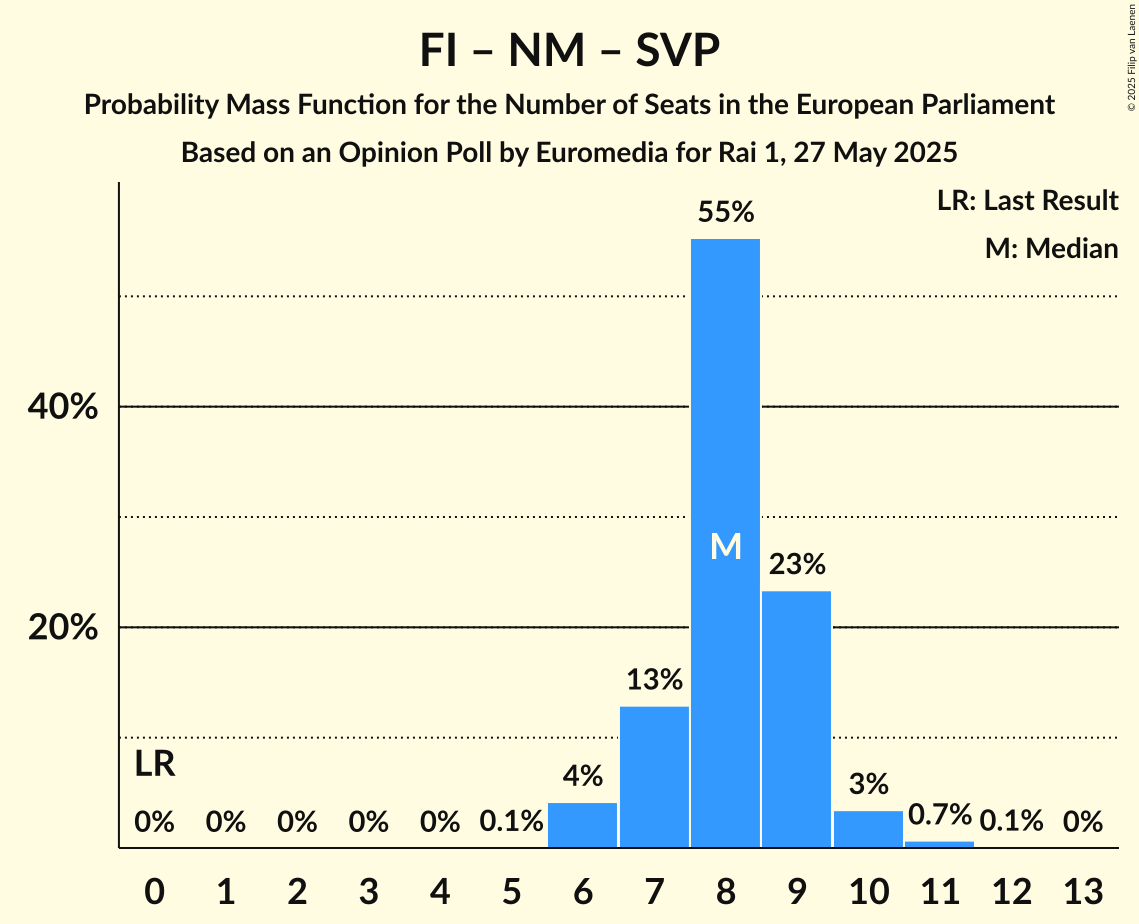 FI – NM – SVP
Probability Mass Function for the Number of Seats in the European Parliament
Based on an Opinion Poll by Euromedia for Rai 1, 27 May 2025
© 2025 Filip van Laenen
LR: Last Result
M: Median
55%
40%
M
23%
20%
13%
LR
4%
3%
0% 0% 0% 0% 0% 0.1% 0.7% 0.1% 0%
0 1 2 3 4 5 6 7 8 9 10 11 12 13